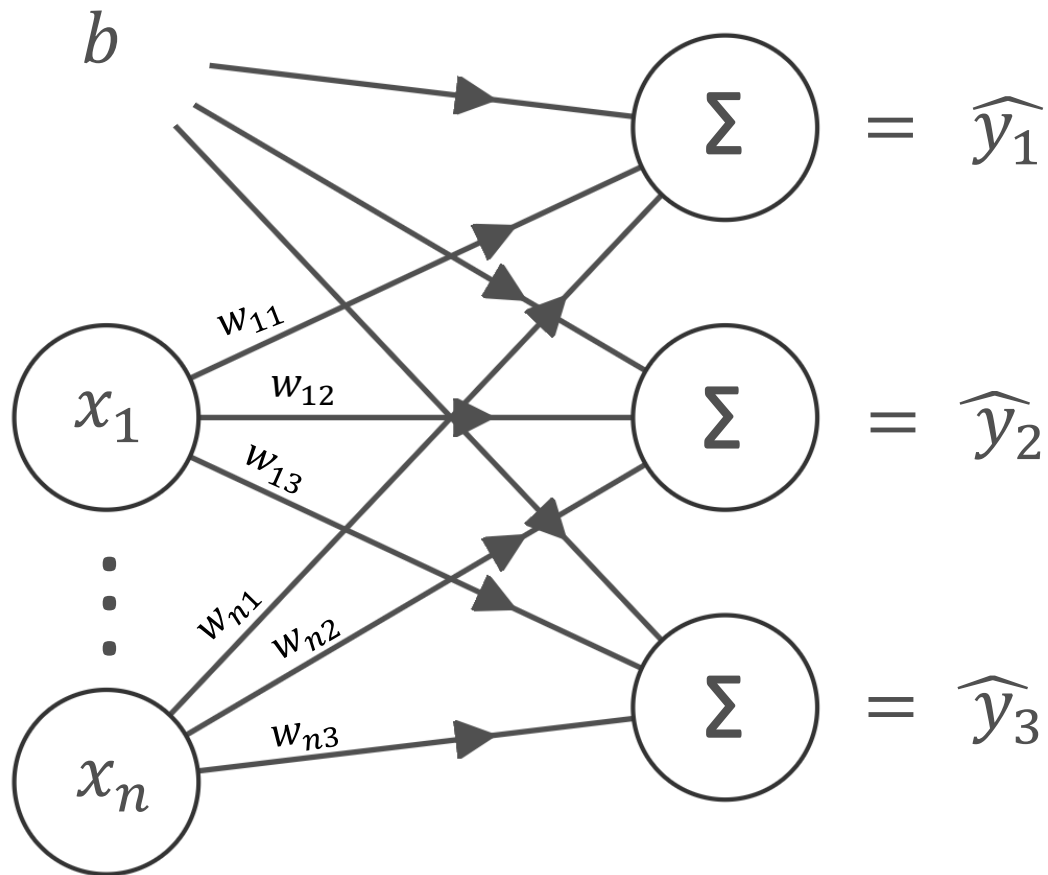 b
Σ = ŷ₁
w₁₁
x₁
w₁₂
Σ = ŷ₂
w₁₃
⋮
wₙ₁
wₙ₂
wₙ₃
xₙ
Σ = ŷ₃